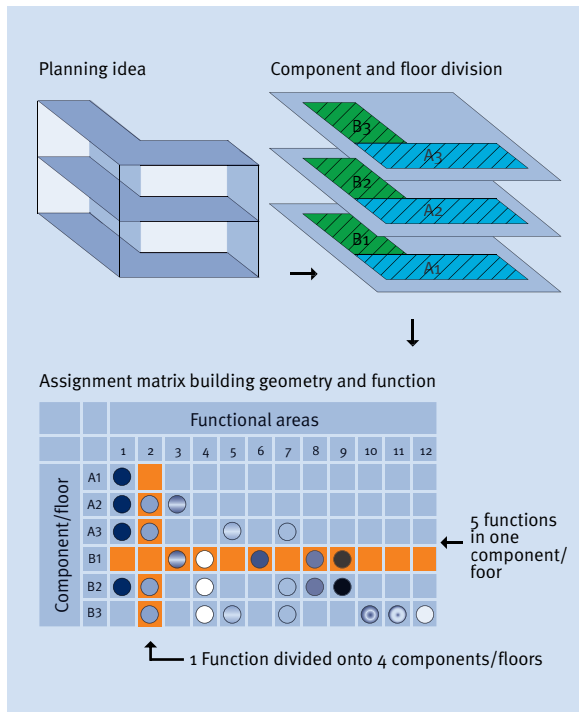 Planning idea
Component and floor division
B3
A3
B2
A2
B1
A1
Assignment matrix building geometry and function
Functional areas
1 2 3 4 5 6 7 8 9 10 11 12
Component/floor
A1
A2
A3
B1
B2
B3
5 functions
in one
component/
foor
1 Function divided onto 4 components/floors